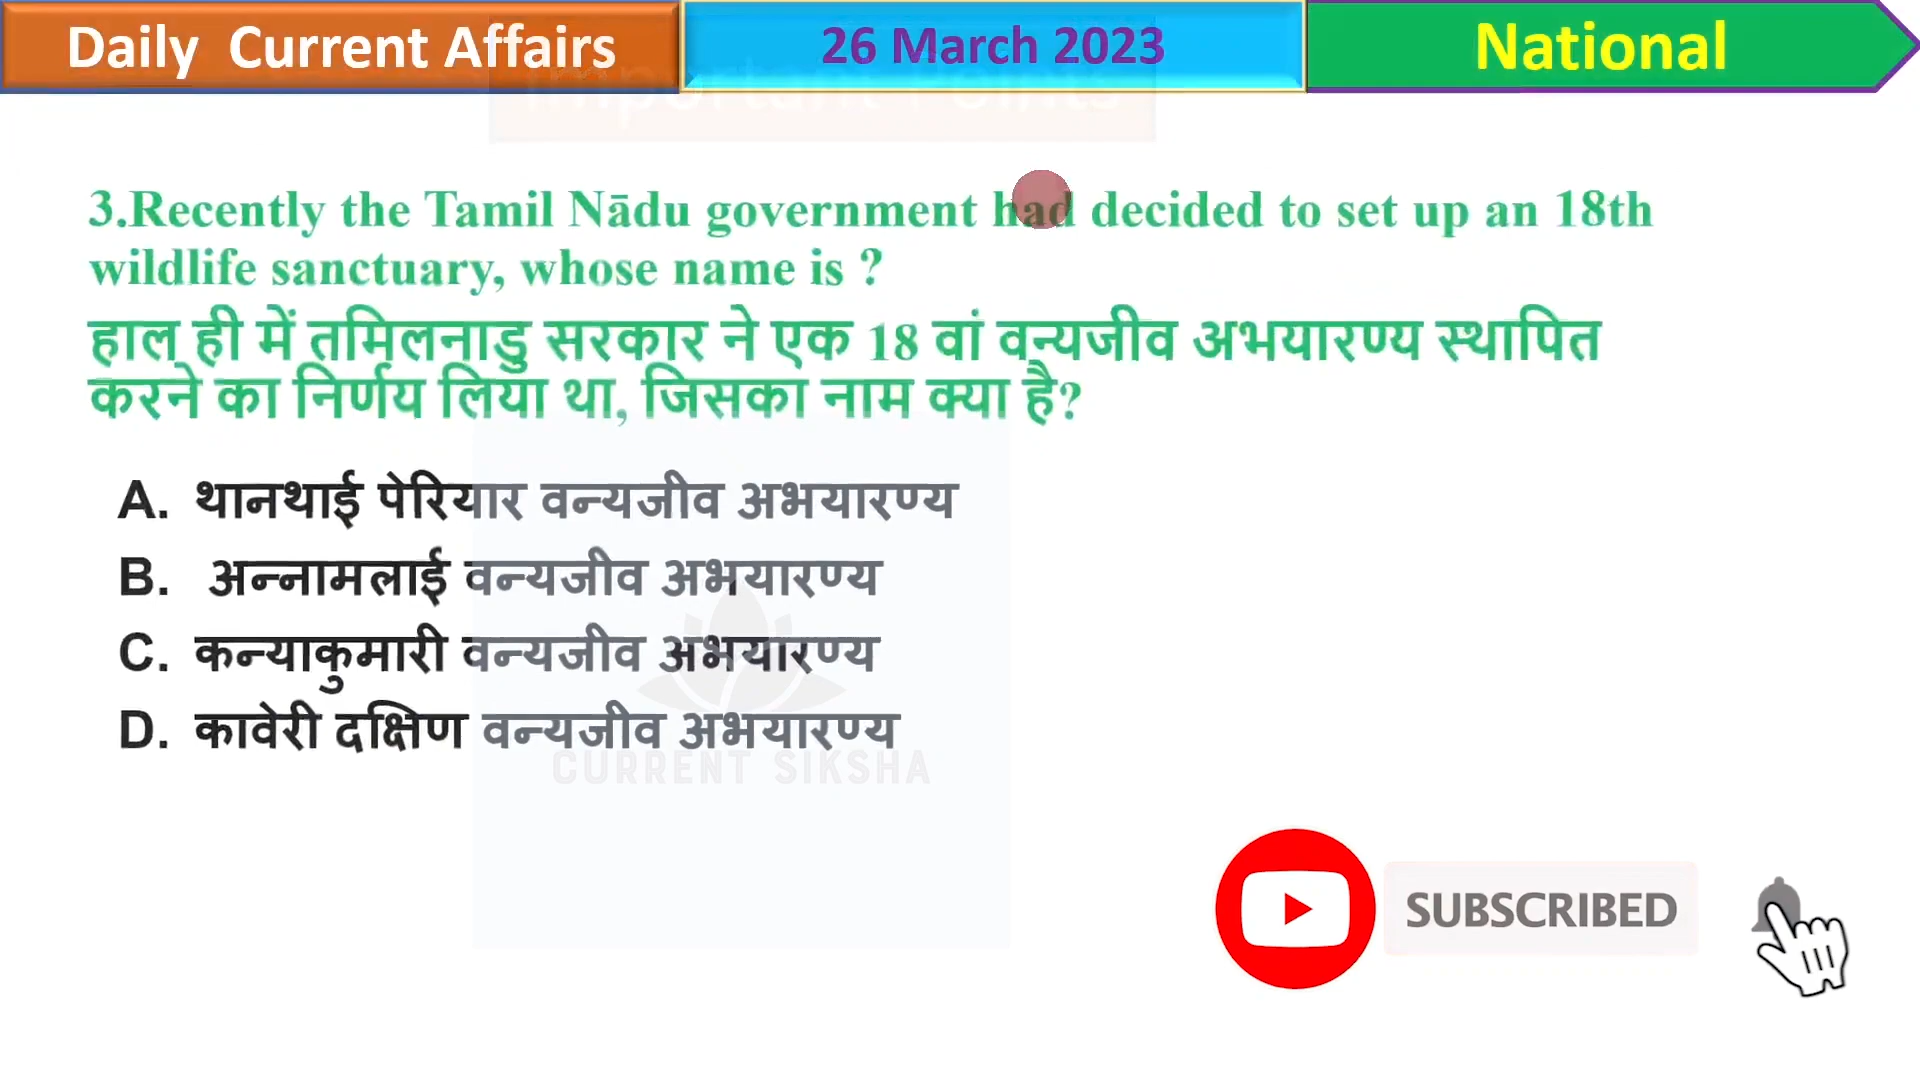 Daily Current Affairs
26 March 2023
National
Important Points
3.Recently the Tamil Nādu government had decided to set up an 18th
wildlife sanctuary, whose name is ?
हाल ही में तमिलनाडु सरकार ने एक 18 वां वन्यजीव अभयारण्य स्थापित
करने का निर्णय लिया था, जिसका नाम क्या है?
A. थानथाई पेरियार वन्यजीव अभयारण्य
B. अन्नामलाई वन्यजीव अभयारण्य
C. कन्याकुमारी वन्यजीव अभयारण्य
D. कावेरी दक्षिण वन्यजीव अभयारण्य
CURRENT SIKSHA
SUBSCRIBED